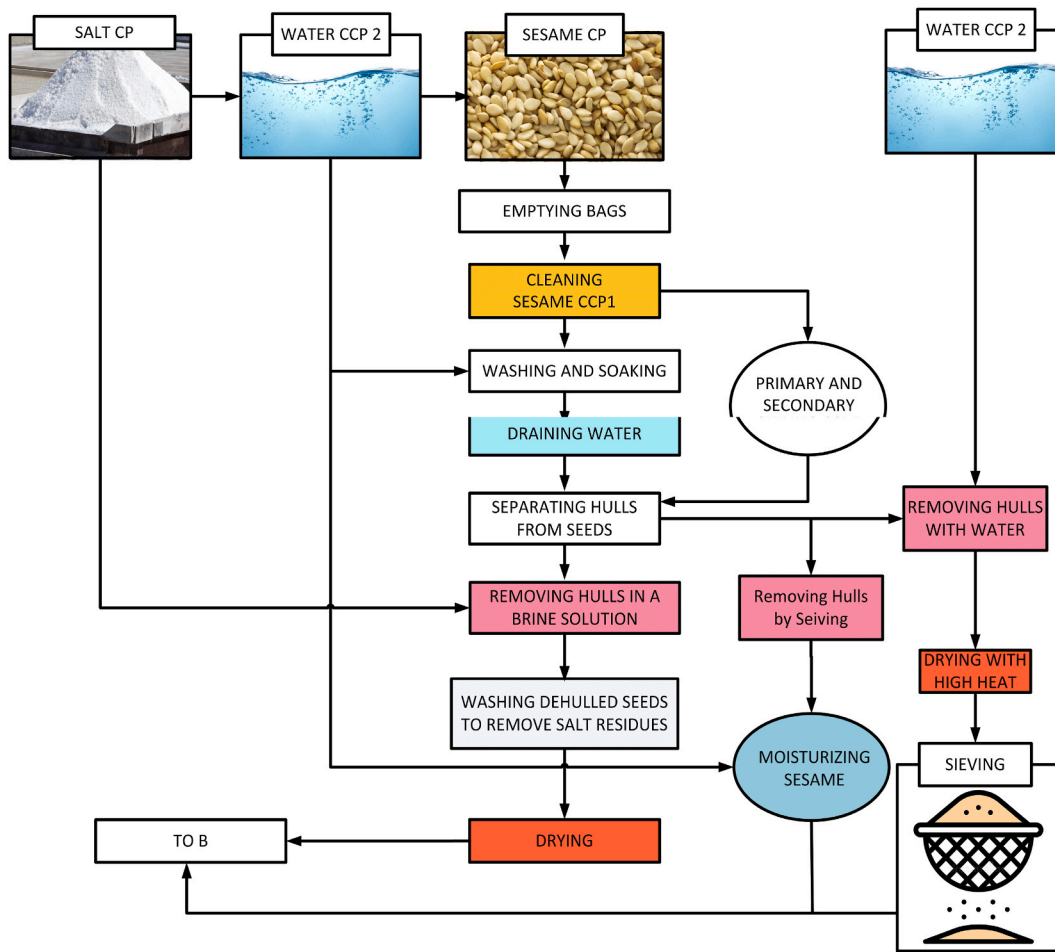 SALT CP
WATER CCP 2
SESAME CP
WATER CCP 2
EMPTYING BAGS
CLEANING
SESAME CCP1
WASHING AND SOAKING
PRIMARY AND
SECONDARY
DRAINING WATER
SEPARATING HULLS
FROM SEEDS
REMOVING HULLS
WITH WATER
REMOVING HULLS IN A
BRINE SOLUTION
Removing Hulls
by Seiving
DRYING WITH
HIGH HEAT
WASHING DEHULLED SEEDS
TO REMOVE SALT RESIDUES
MOISTURIZING
SESAME
SIEVING
TO B
DRYING